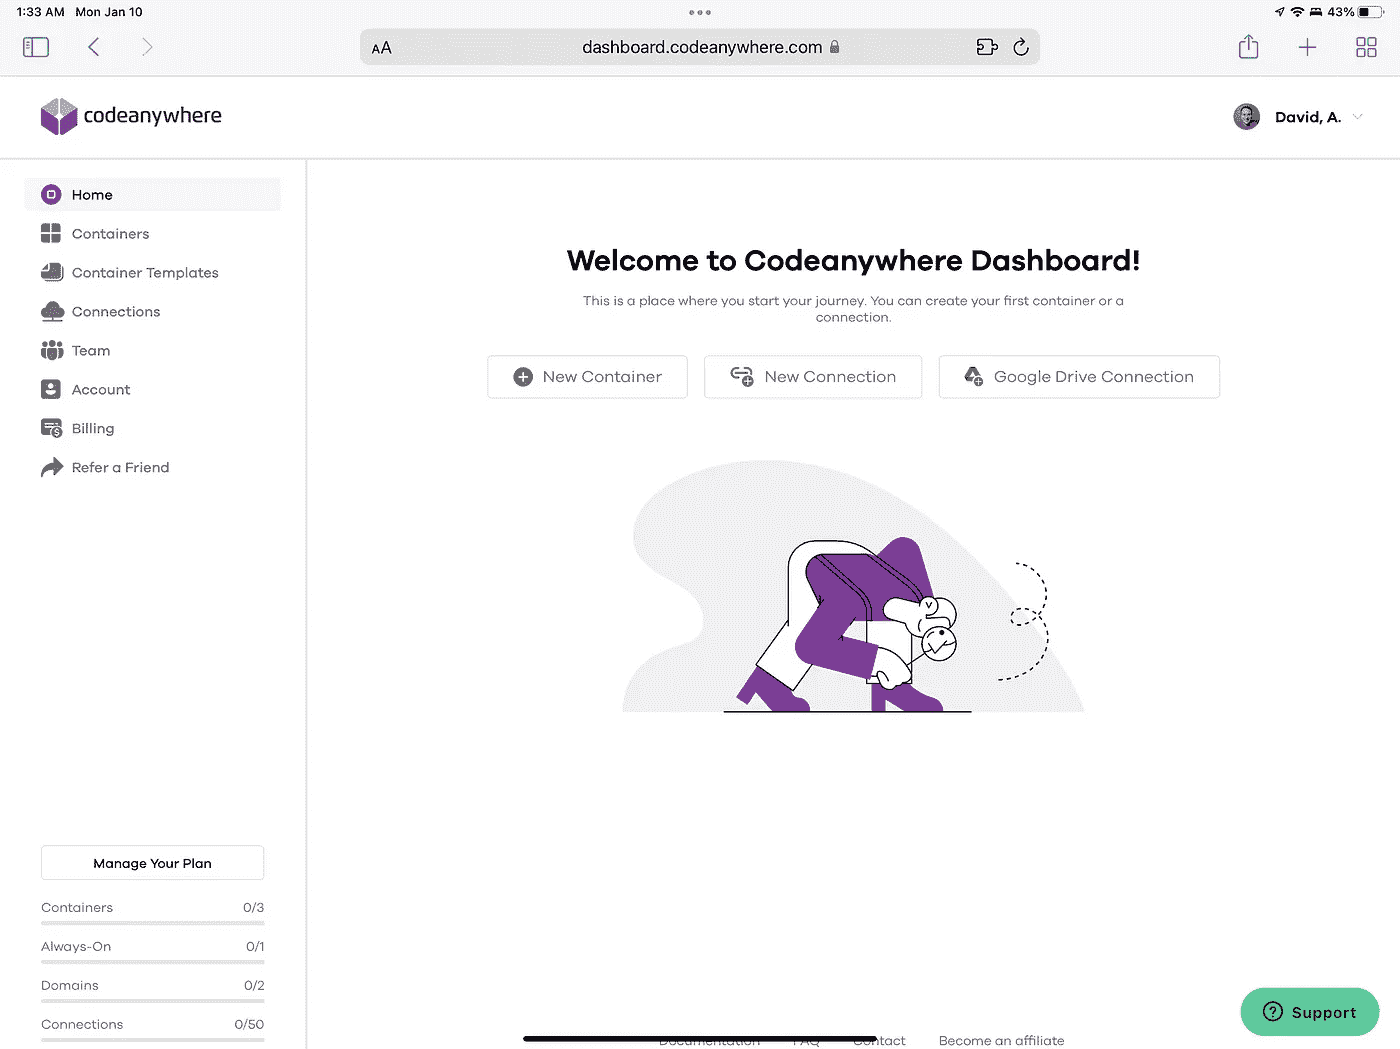 1:33 AM Mon Jan 10
43%
AA
dashboard.codeanywhere.com
codeanywhere
David, A.
Home
Containers
Container Templates
Connections
Team
Account
Billing
Refer a Friend
Welcome to Codeanywhere Dashboard!
This is a place where you start your journey. You can create your first container or a
connection.
New Container
New Connection
Google Drive Connection
Manage Your Plan
Containers 0/3
Always-On 0/1
Domains 0/2
Connections 0/50
Support
Documentation FAQ Contact Become an affiliate